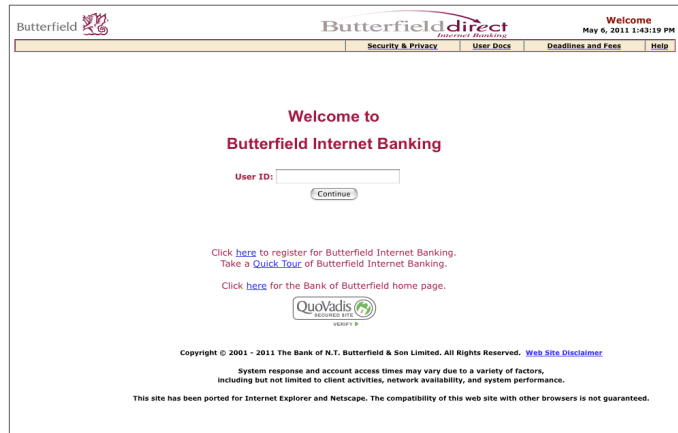 Butterfield
Butterfielddirect
Internet Banking
Welcome
May 6, 2011 1:43:19 PM
Security & Privacy User Docs Deadlines and Fees Help
Welcome to
Butterfield Internet Banking
User ID:
Continue
Click here to register for Butterfield Internet Banking.
Take a Quick Tour of Butterfield Internet Banking.
Click here for the Bank of Butterfield home page.
QuoVadis
SECURED SITE
VERIFY
Copyright © 2001 - 2011 The Bank of N.T. Butterfield & Son Limited. All Rights Reserved. Web Site Disclaimer
System response and account access times may vary due to a variety of factors,
including but not limited to client activities, network availability, and system performance.
This site has been ported for Internet Explorer and Netscape. The compatibility of this web site with other browsers is not guaranteed.